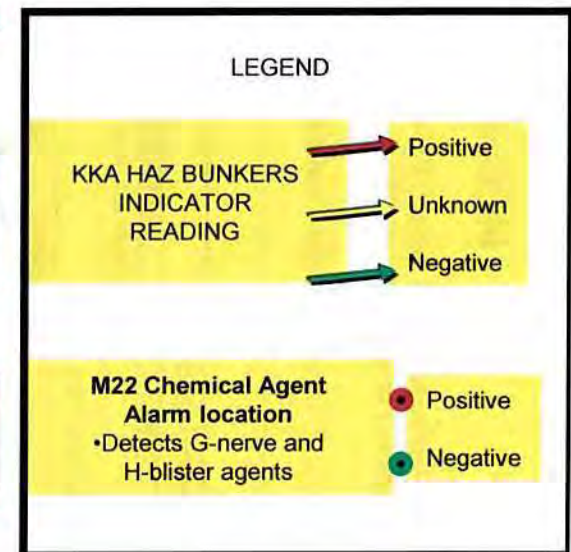 LEGEND
KKA HAZ BUNKERS
INDICATOR
READING
Positive
Unknown
Negative
M22 Chemical Agent
Alarm location
•Detects G-nerve and
H-blister agents
Positive
Negative